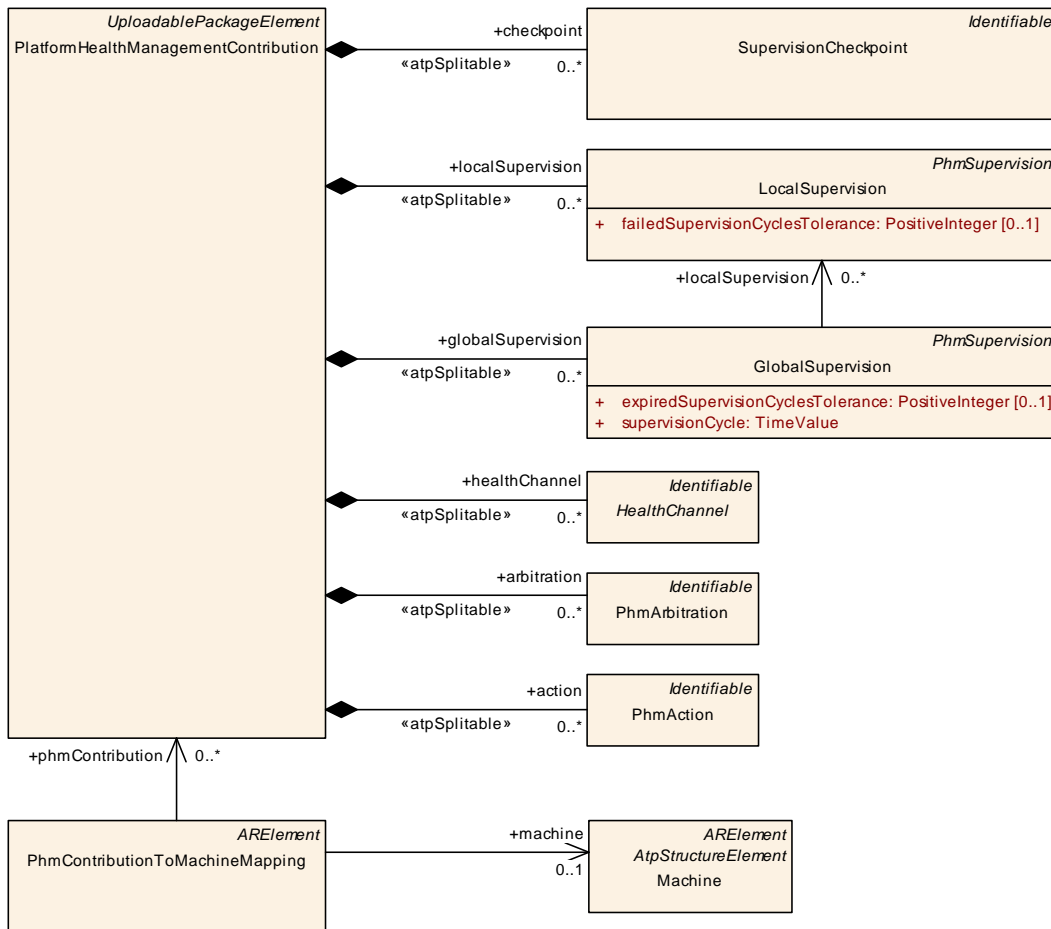 UploadablePackageElement
PlatformHealthManagementContribution
+checkpoint
«atpSplitable»
0..*
Identifiable
SupervisionCheckpoint
+localSupervision
«atpSplitable»
0..*
PhmSupervision
LocalSupervision
+ failedSupervisionCyclesTolerance: PositiveInteger [0..1]
+localSupervision
0..*
+globalSupervision
«atpSplitable»
0..*
PhmSupervision
GlobalSupervision
+ expiredSupervisionCyclesTolerance: PositiveInteger [0..1]
+ supervisionCycle: TimeValue
+healthChannel
«atpSplitable»
0..*
Identifiable
HealthChannel
+arbitration
«atpSplitable»
0..*
Identifiable
PhmArbitration
+action
«atpSplitable»
0..*
Identifiable
PhmAction
+phmContribution
0..*
ARElement
PhmContributionToMachineMapping
+machine
0..1
ARElement
AtpStructureElement
Machine